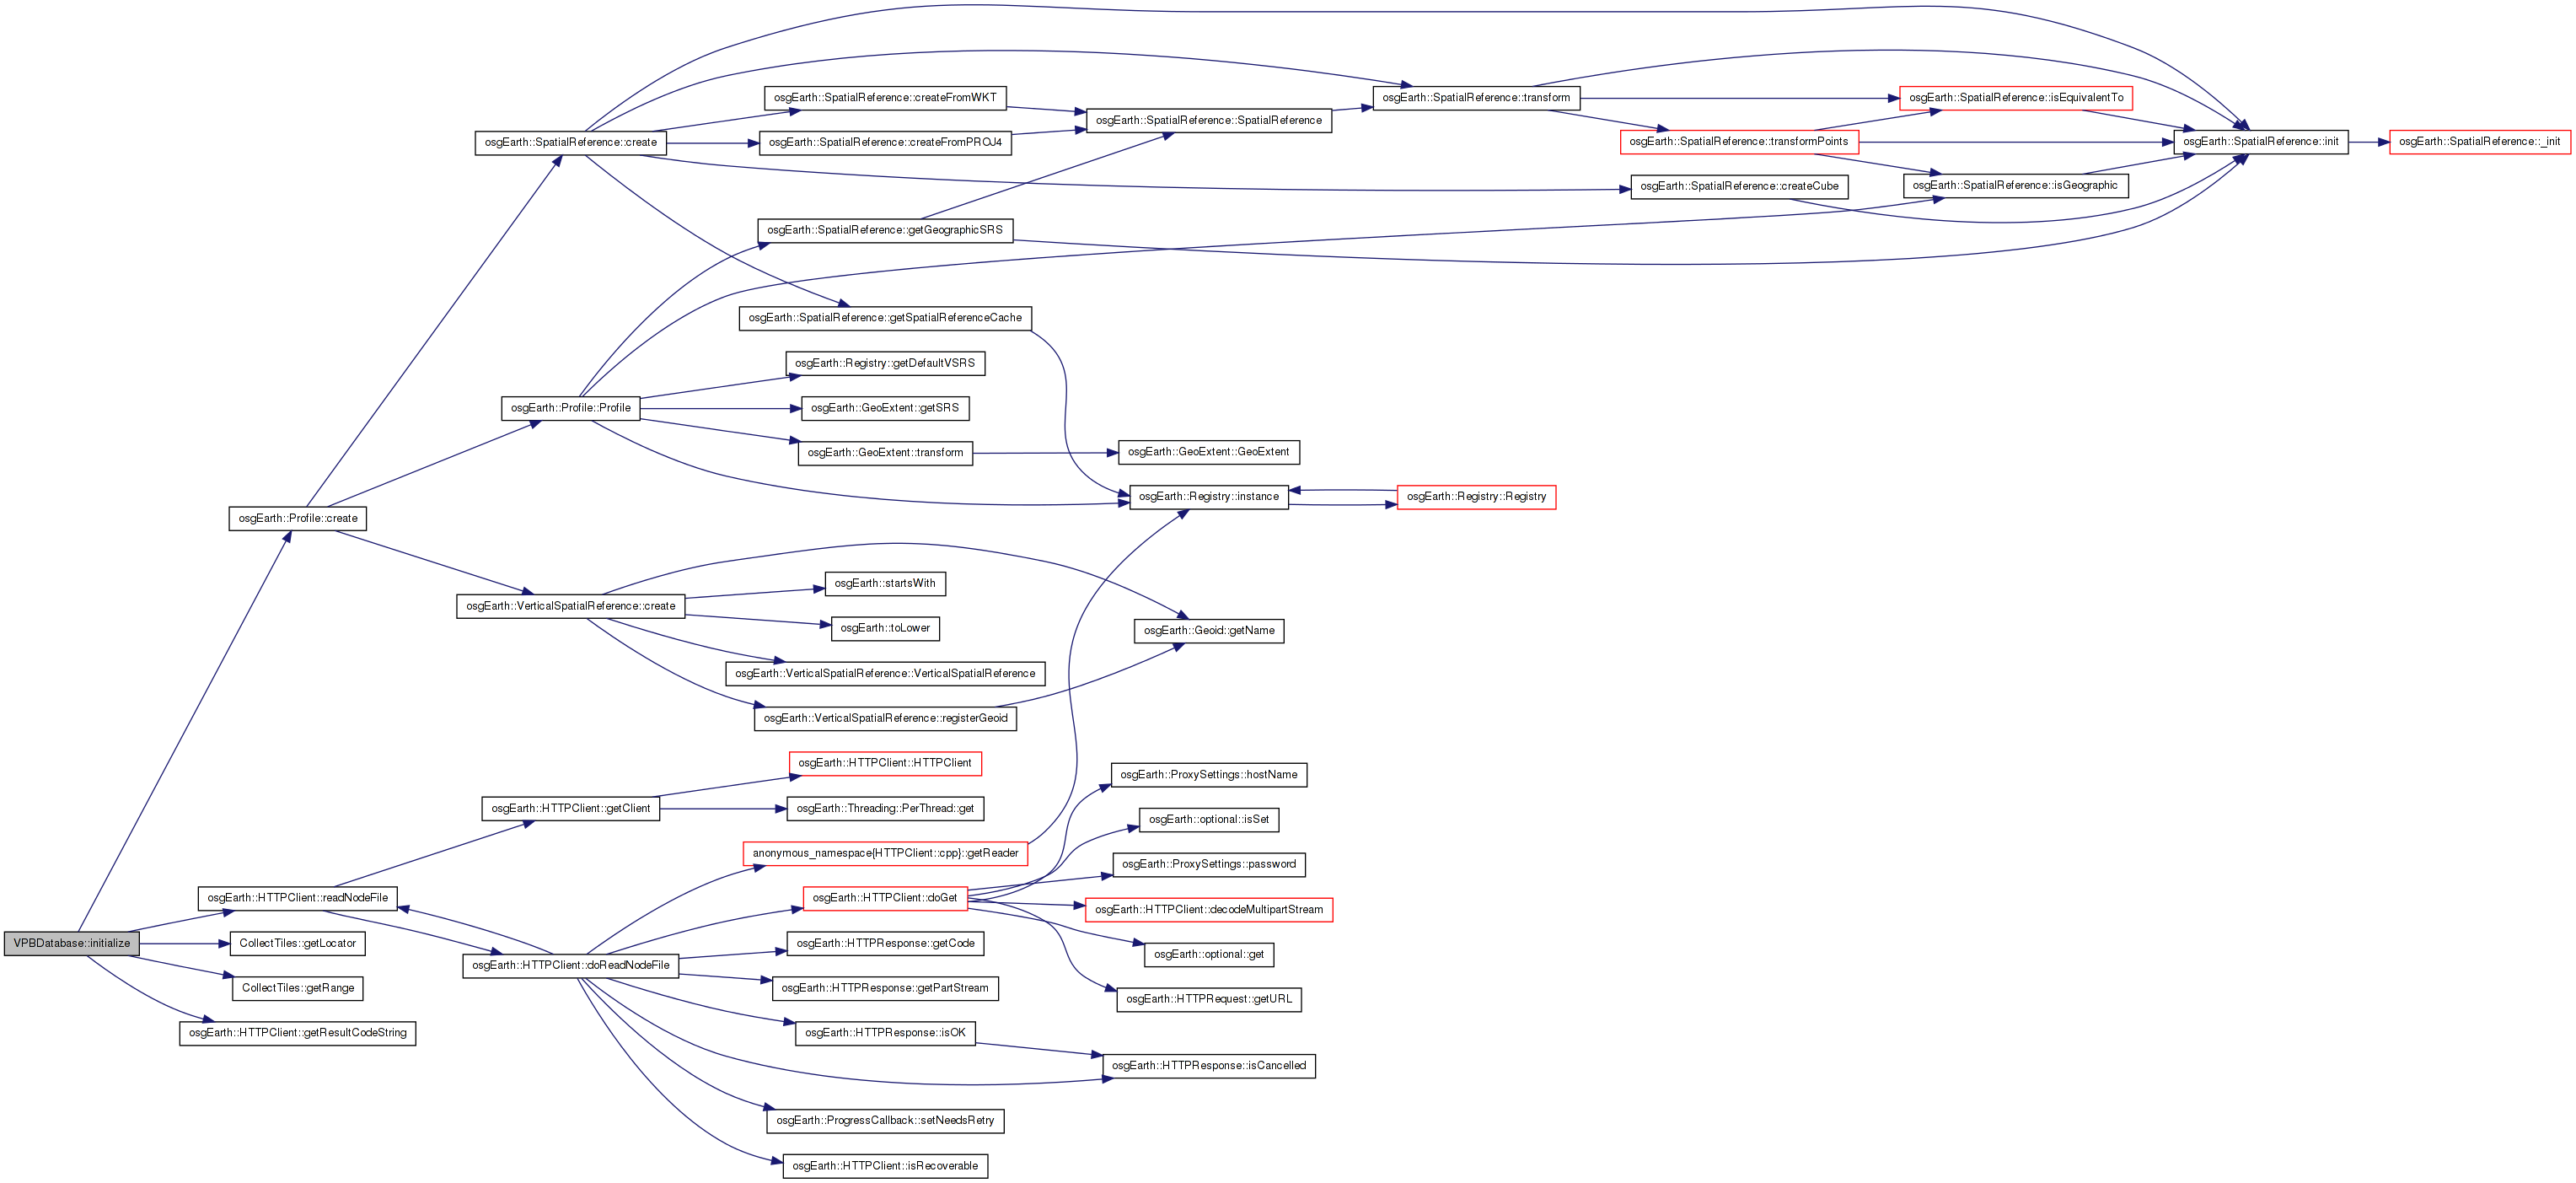 VPBDatabase::initialize
osgEarth::Profile::create
osgEarth::HTTPClient::readNodeFile
CollectTiles::getLocator
CollectTiles::getRange
osgEarth::HTTPClient::getResultCodeString
osgEarth::SpatialReference::create
osgEarth::Profile::Profile
osgEarth::VerticalSpatialReference::create
osgEarth::HTTPClient::getClient
osgEarth::HTTPClient::doReadNodeFile
osgEarth::SpatialReference::createFromWKT
osgEarth::SpatialReference::createFromPROJ4
osgEarth::SpatialReference::getGeographicSRS
osgEarth::SpatialReference::getSpatialReferenceCache
osgEarth::Registry::getDefaultVSRS
osgEarth::GeoExtent::getSRS
osgEarth::GeoExtent::transform
osgEarth::startsWith
osgEarth::toLower
osgEarth::VerticalSpatialReference::VerticalSpatialReference
osgEarth::VerticalSpatialReference::registerGeoid
osgEarth::HTTPClient::HTTPClient
osgEarth::Threading::PerThread::get
anonymous_namespace{HTTPClient::cpp}::getReader
osgEarth::HTTPClient::doGet
osgEarth::HTTPResponse::getCode
osgEarth::HTTPResponse::getPartStream
osgEarth::HTTPResponse::isOK
osgEarth::ProgressCallback::setNeedsRetry
osgEarth::HTTPClient::isRecoverable
osgEarth::SpatialReference::SpatialReference
osgEarth::GeoExtent::GeoExtent
osgEarth::Registry::instance
osgEarth::Geoid::getName
osgEarth::ProxySettings::hostName
osgEarth::optional::isSet
osgEarth::ProxySettings::password
osgEarth::HTTPClient::decodeMultipartStream
osgEarth::optional::get
osgEarth::HTTPRequest::getURL
osgEarth::HTTPResponse::isCancelled
osgEarth::SpatialReference::transform
osgEarth::Registry::Registry
osgEarth::SpatialReference::transformPoints
osgEarth::SpatialReference::createCube
osgEarth::SpatialReference::isEquivalentTo
osgEarth::SpatialReference::isGeographic
osgEarth::SpatialReference::init
osgEarth::SpatialReference::_init